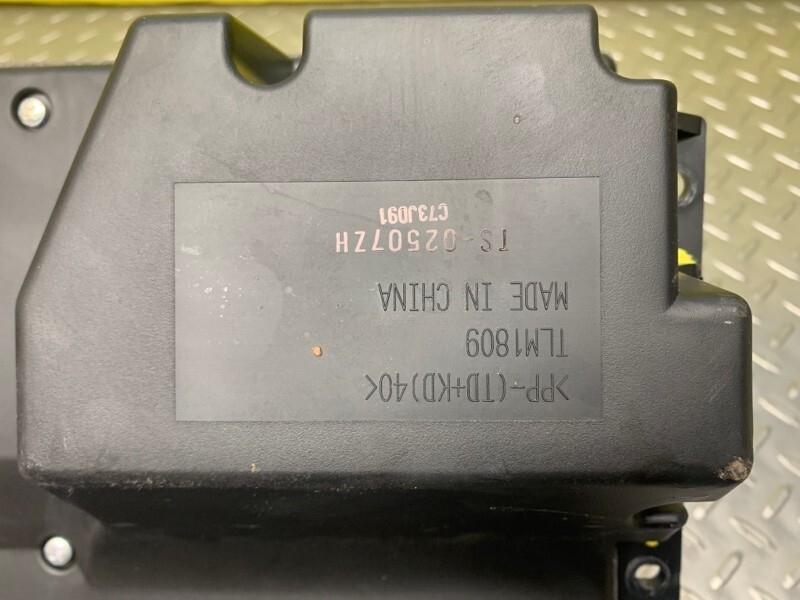 >PP-(TD+KD)40<
TLM1809
MADE IN CHINA
TS-02507ZH
C73J091